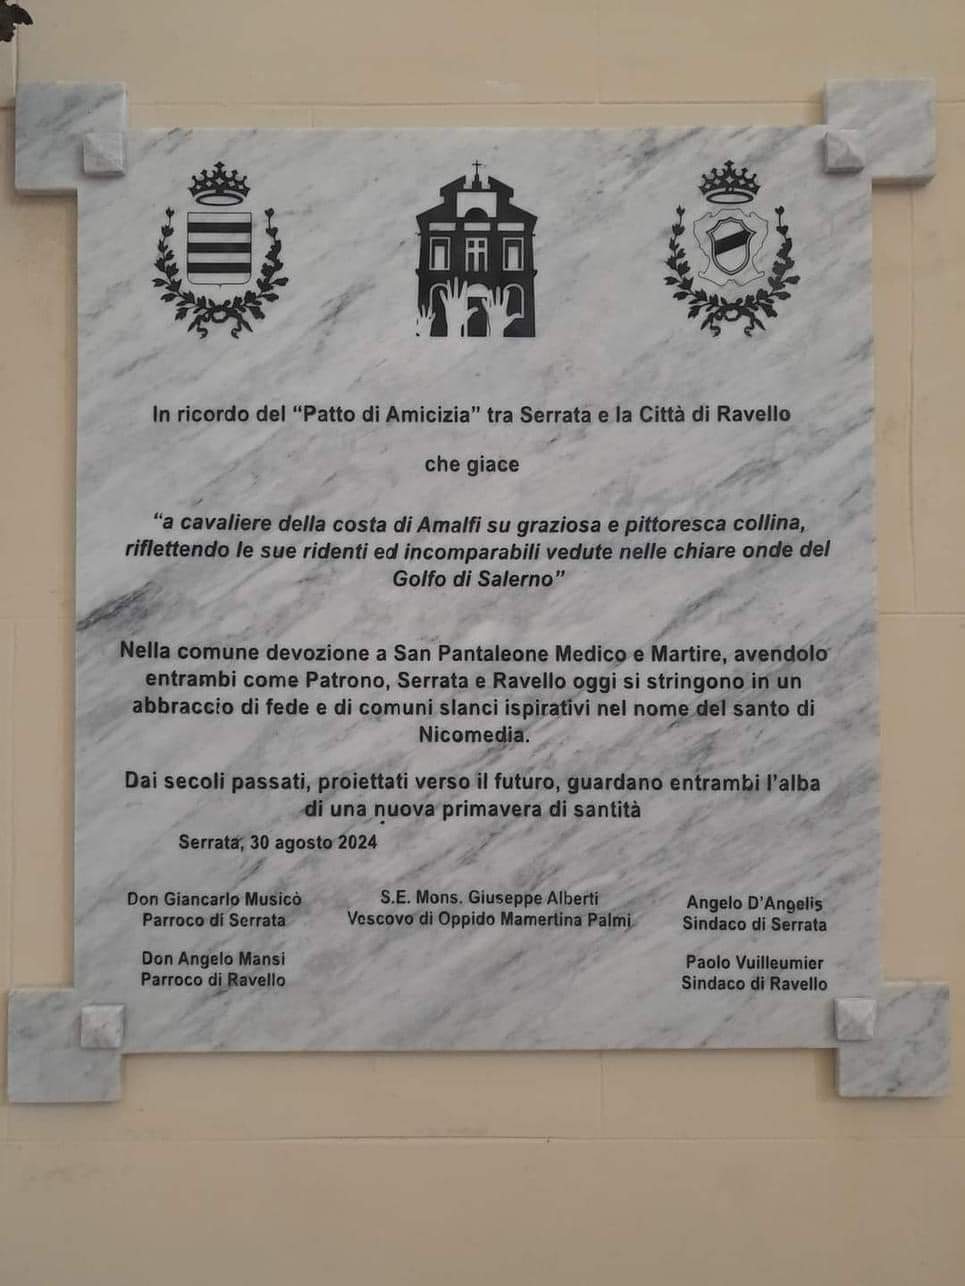 In ricordo del “Patto di Amicizia” tra Serrata e la Città di Ravello
che giace
“a cavaliere della costa di Amalfi su graziosa e pittoresca collina,
riflettendo le sue ridenti ed incomparabili vedute nelle chiare onde del
Golfo di Salerno”
Nella comune devozione a San Pantaleone Medico e Martire, avendolo
entrambi come Patrono, Serrata e Ravello oggi si stringono in un
abbraccio di fede e di comuni slanci ispirativi nel nome del santo di
Nicomedia.
Dai secoli passati, proiettati verso il futuro, guardano entrambi l’alba
di una nuova primavera di santità
Serrata, 30 agosto 2024
Don Giancarlo Musicò
Parroco di Serrata
Don Angelo Mansi
Parroco di Ravello
S.E. Mons. Giuseppe Alberti
Vescovo di Oppido Mamertina Palmi
Angelo D’Angelis
Sindaco di Serrata
Paolo Vuilleumier
Sindaco di Ravello